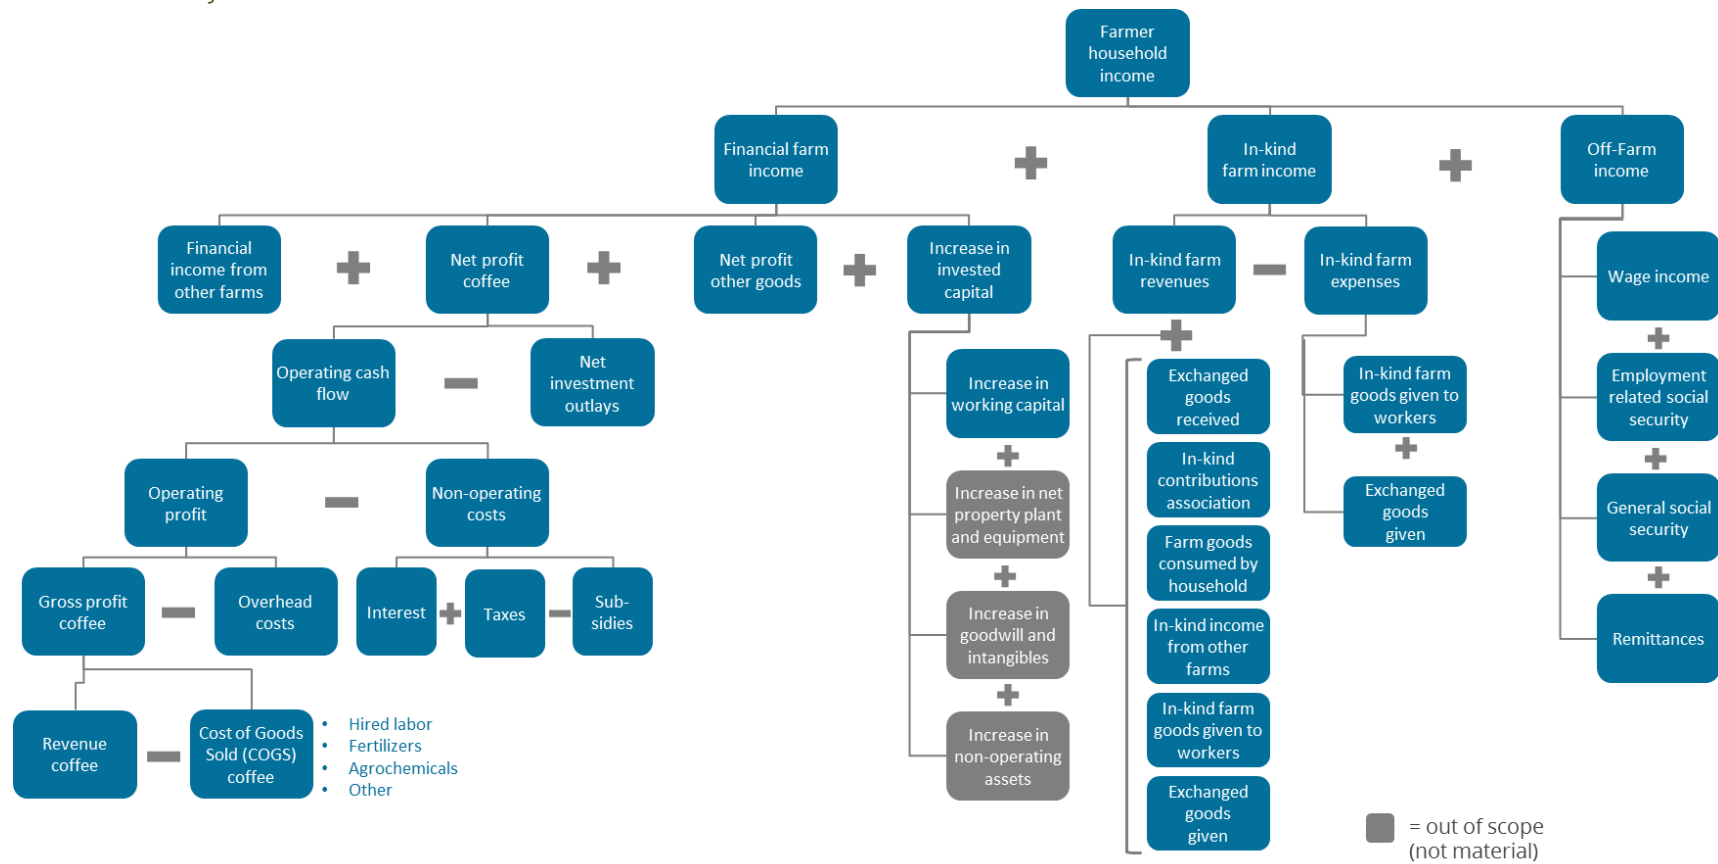 Farmer
household
income
Financial farm
income
In-kind
farm income
Off-Farm
income
Financial
income from
other farms
Net profit
coffee
Net profit
other goods
Increase in
invested
capital
In-kind farm
revenues
In-kind farm
expenses
Wage income
Operating cash
flow
Net
investment
outlays
Increase in
working capital
Exchanged
goods
received
In-kind farm
goods given to
workers
Employment
related social
security
Operating
profit
Non-operating
costs
Increase in net
property plant
and equipment
In-kind
contributions
association
Exchanged
goods
given
General social
security
Gross profit
coffee
Overhead
costs
Interest
Taxes
Sub-
sidies
Increase in
goodwill and
intangibles
Farm goods
consumed by
household
In-kind income
from other
farms
Remittances
Revenue
coffee
Cost of Goods
Sold (COGS)
coffee
• Hired labor
• Fertilizers
• Agrochemicals
• Other
Increase in
non-operating
assets
In-kind farm
goods given to
workers
Exchanged
goods
given
= out of scope
(not material)